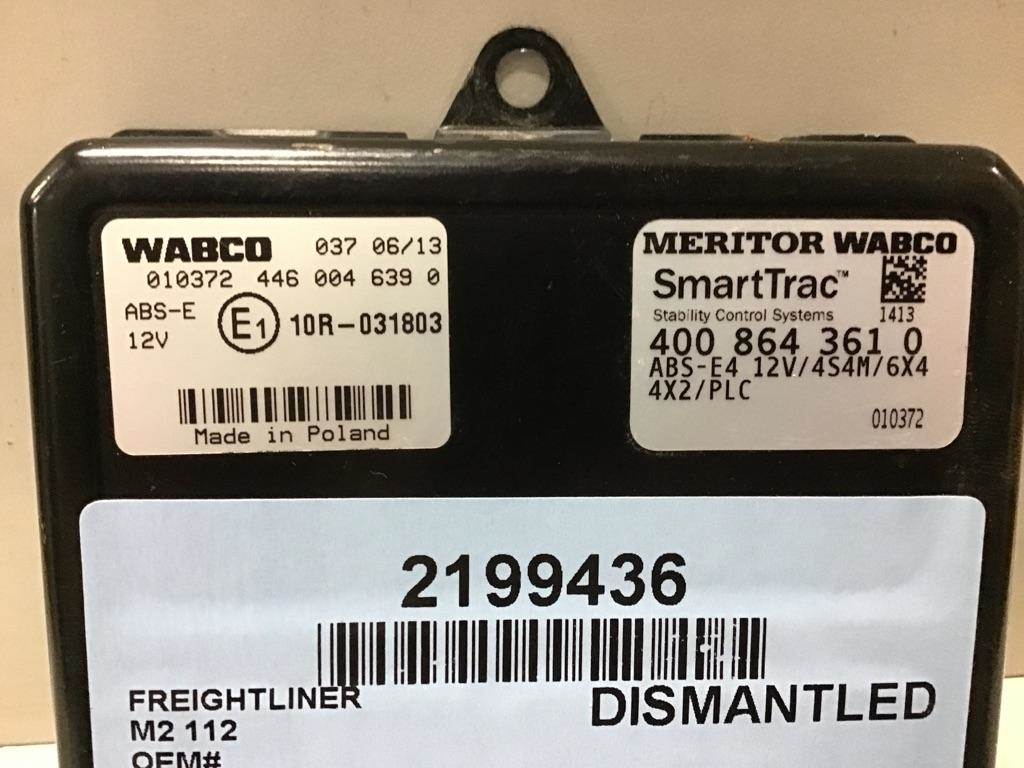 WABCO 037 06/13
010372 446 004 639 0
ABS-E
12V
E1 10R-031803
Made in Poland
MERITOR WABCO
SmartTrac™
Stability Control Systems 1413
400 864 361 0
ABS-E4 12V/4S4M/6X4
4X2/PLC
010372
2199436
FREIGHTLINER
DISMANTLED
M2 112
OEM#